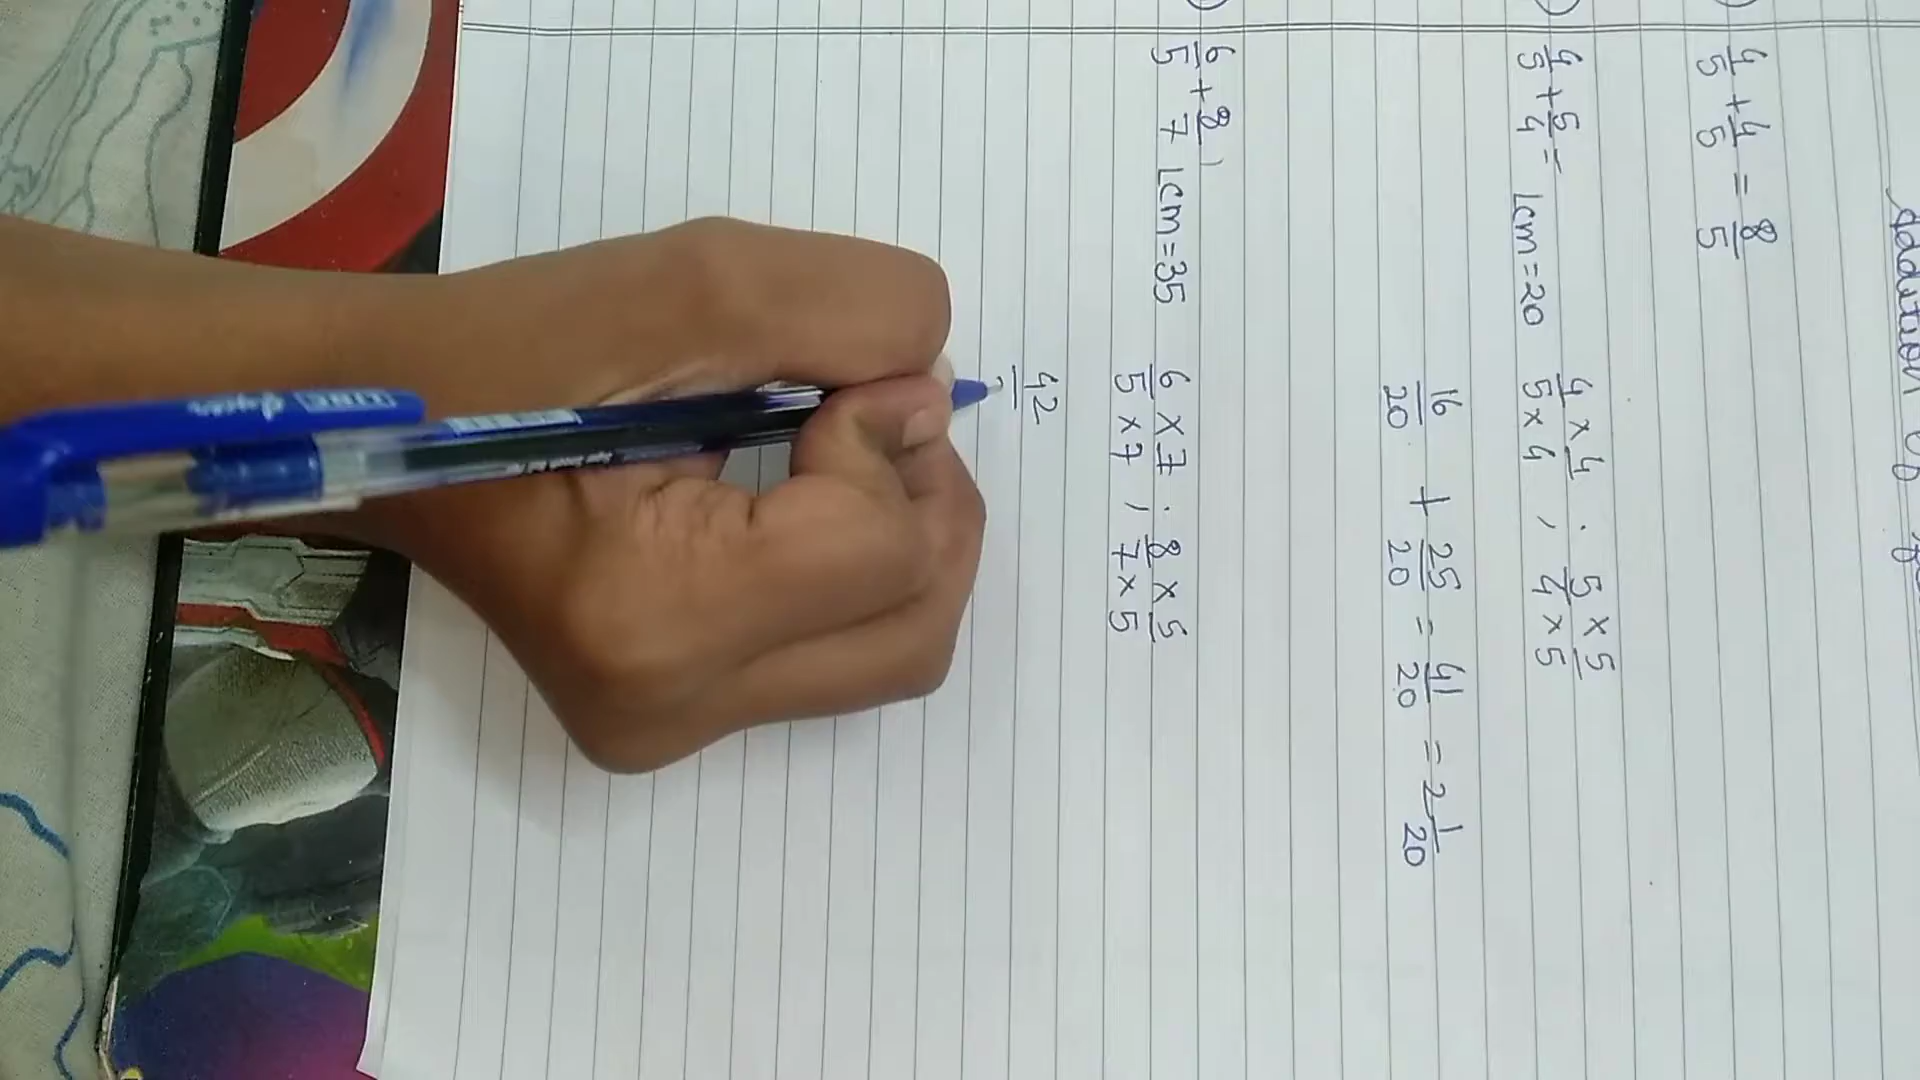 Addition of
4/5 + 4/5 = 8/5
4/5 + 5/4 = Lcm = 20 4×4/5×4 , 5×5/4×5
16/20 + 25/20 = 41/20 = 2 1/20
6/5 + 8/7 , Lcm = 35 6×7/5×7 ; 8×5/7×5
42